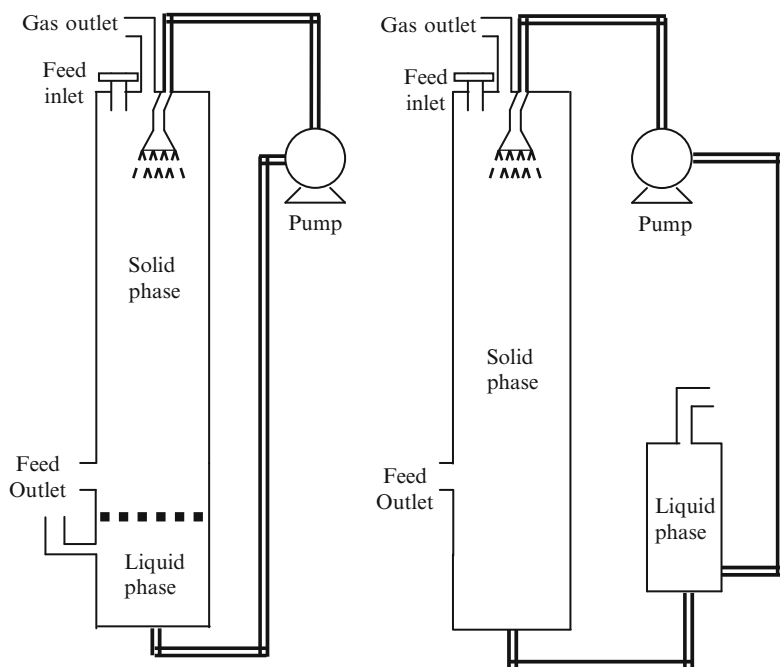 Gas outlet
Feed
inlet
Pump
Solid
phase
Feed
Outlet
Liquid
phase
Gas outlet
Feed
inlet
Pump
Solid
phase
Feed
Outlet
Liquid
phase